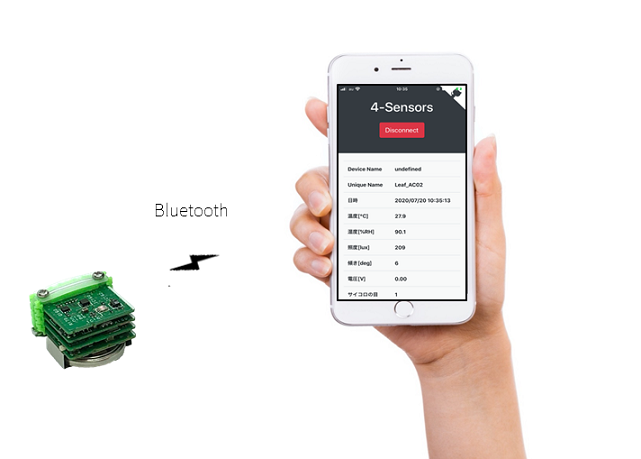 Bluetooth
au 10:35
4-Sensors
Disconnect
Device Name undefined
Unique Name Leaf_AC02
日時 2020/07/20 10:35:13
温度[°C] 27.9
湿度[%RH] 90.1
照度[lux] 209
傾き[deg] 6
電圧[V] 0.00
サイコロの目 1